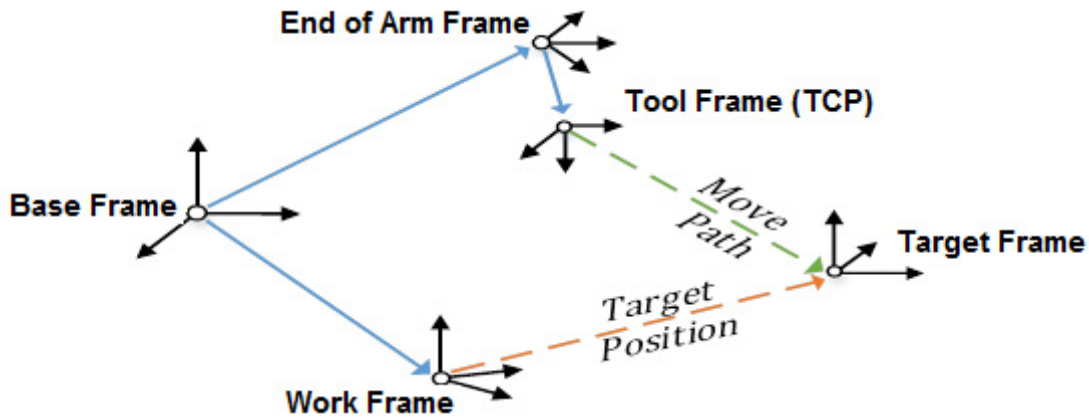 End of Arm Frame
Tool Frame (TCP)
Base Frame
Move
Path
Target Frame
Target
Position
Work Frame